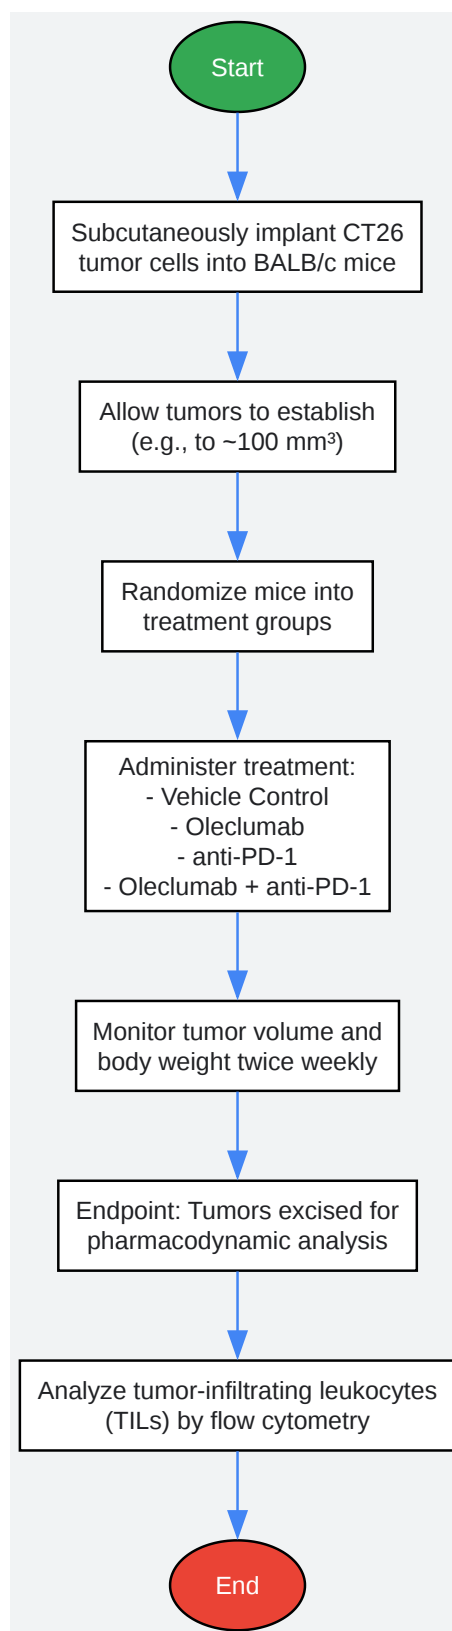 Start
Subcutaneously implant CT26
tumor cells into BALB/c mice
Allow tumors to establish
(e.g., to ~100 mm³)
Randomize mice into
treatment groups
Administer treatment:
- Vehicle Control
- Oleclumab
- anti-PD-1
- Oleclumab + anti-PD-1
Monitor tumor volume and
body weight twice weekly
Endpoint: Tumors excised for
pharmacodynamic analysis
Analyze tumor-infiltrating leukocytes
(TILs) by flow cytometry
End